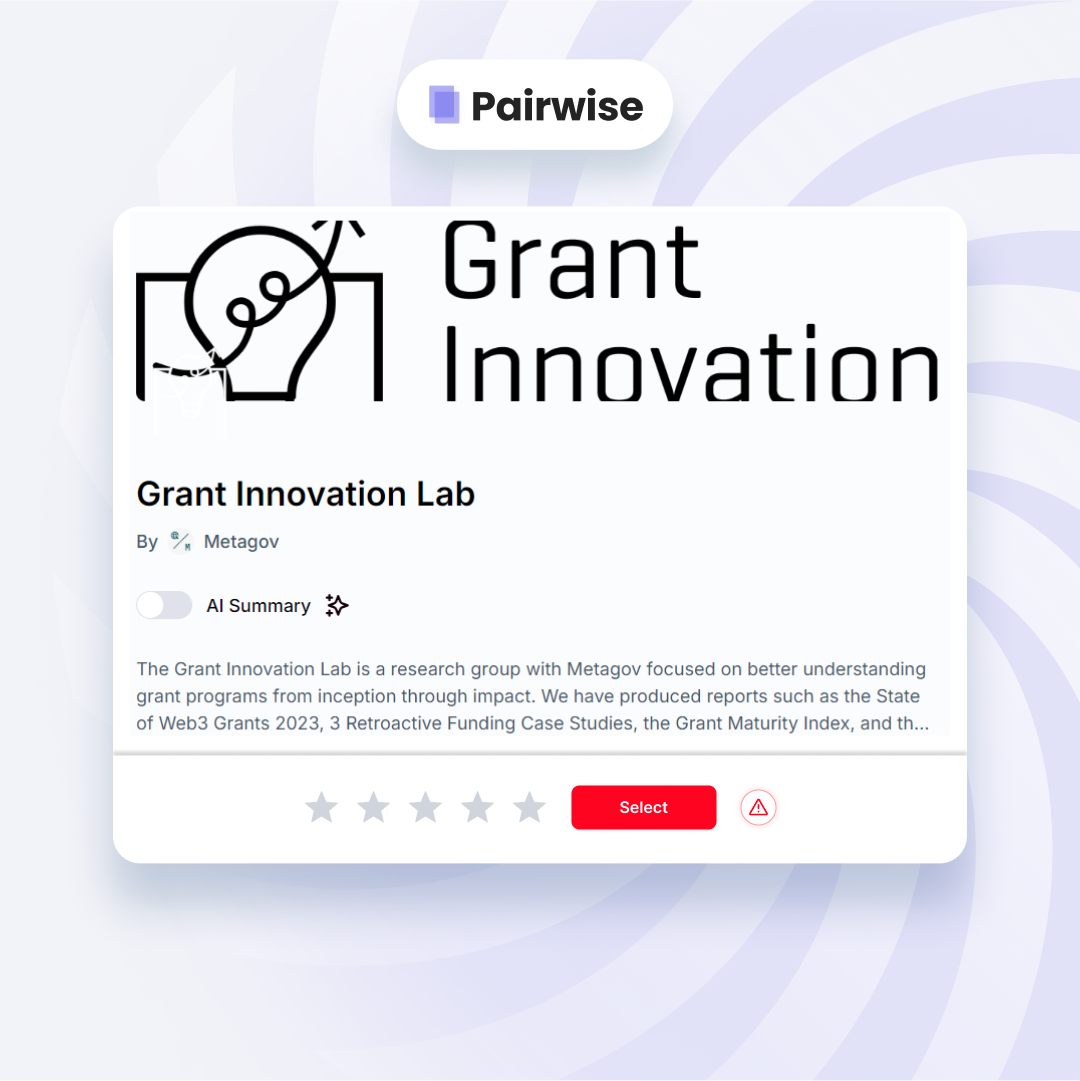 Pairwise
Grant
Innovation
Grant Innovation Lab
By Metagov
AI Summary
The Grant Innovation Lab is a research group with Metagov focused on better understanding
grant programs from inception through impact. We have produced reports such as the State
of Web3 Grants 2023, 3 Retroactive Funding Case Studies, the Grant Maturity Index, and th...
Select